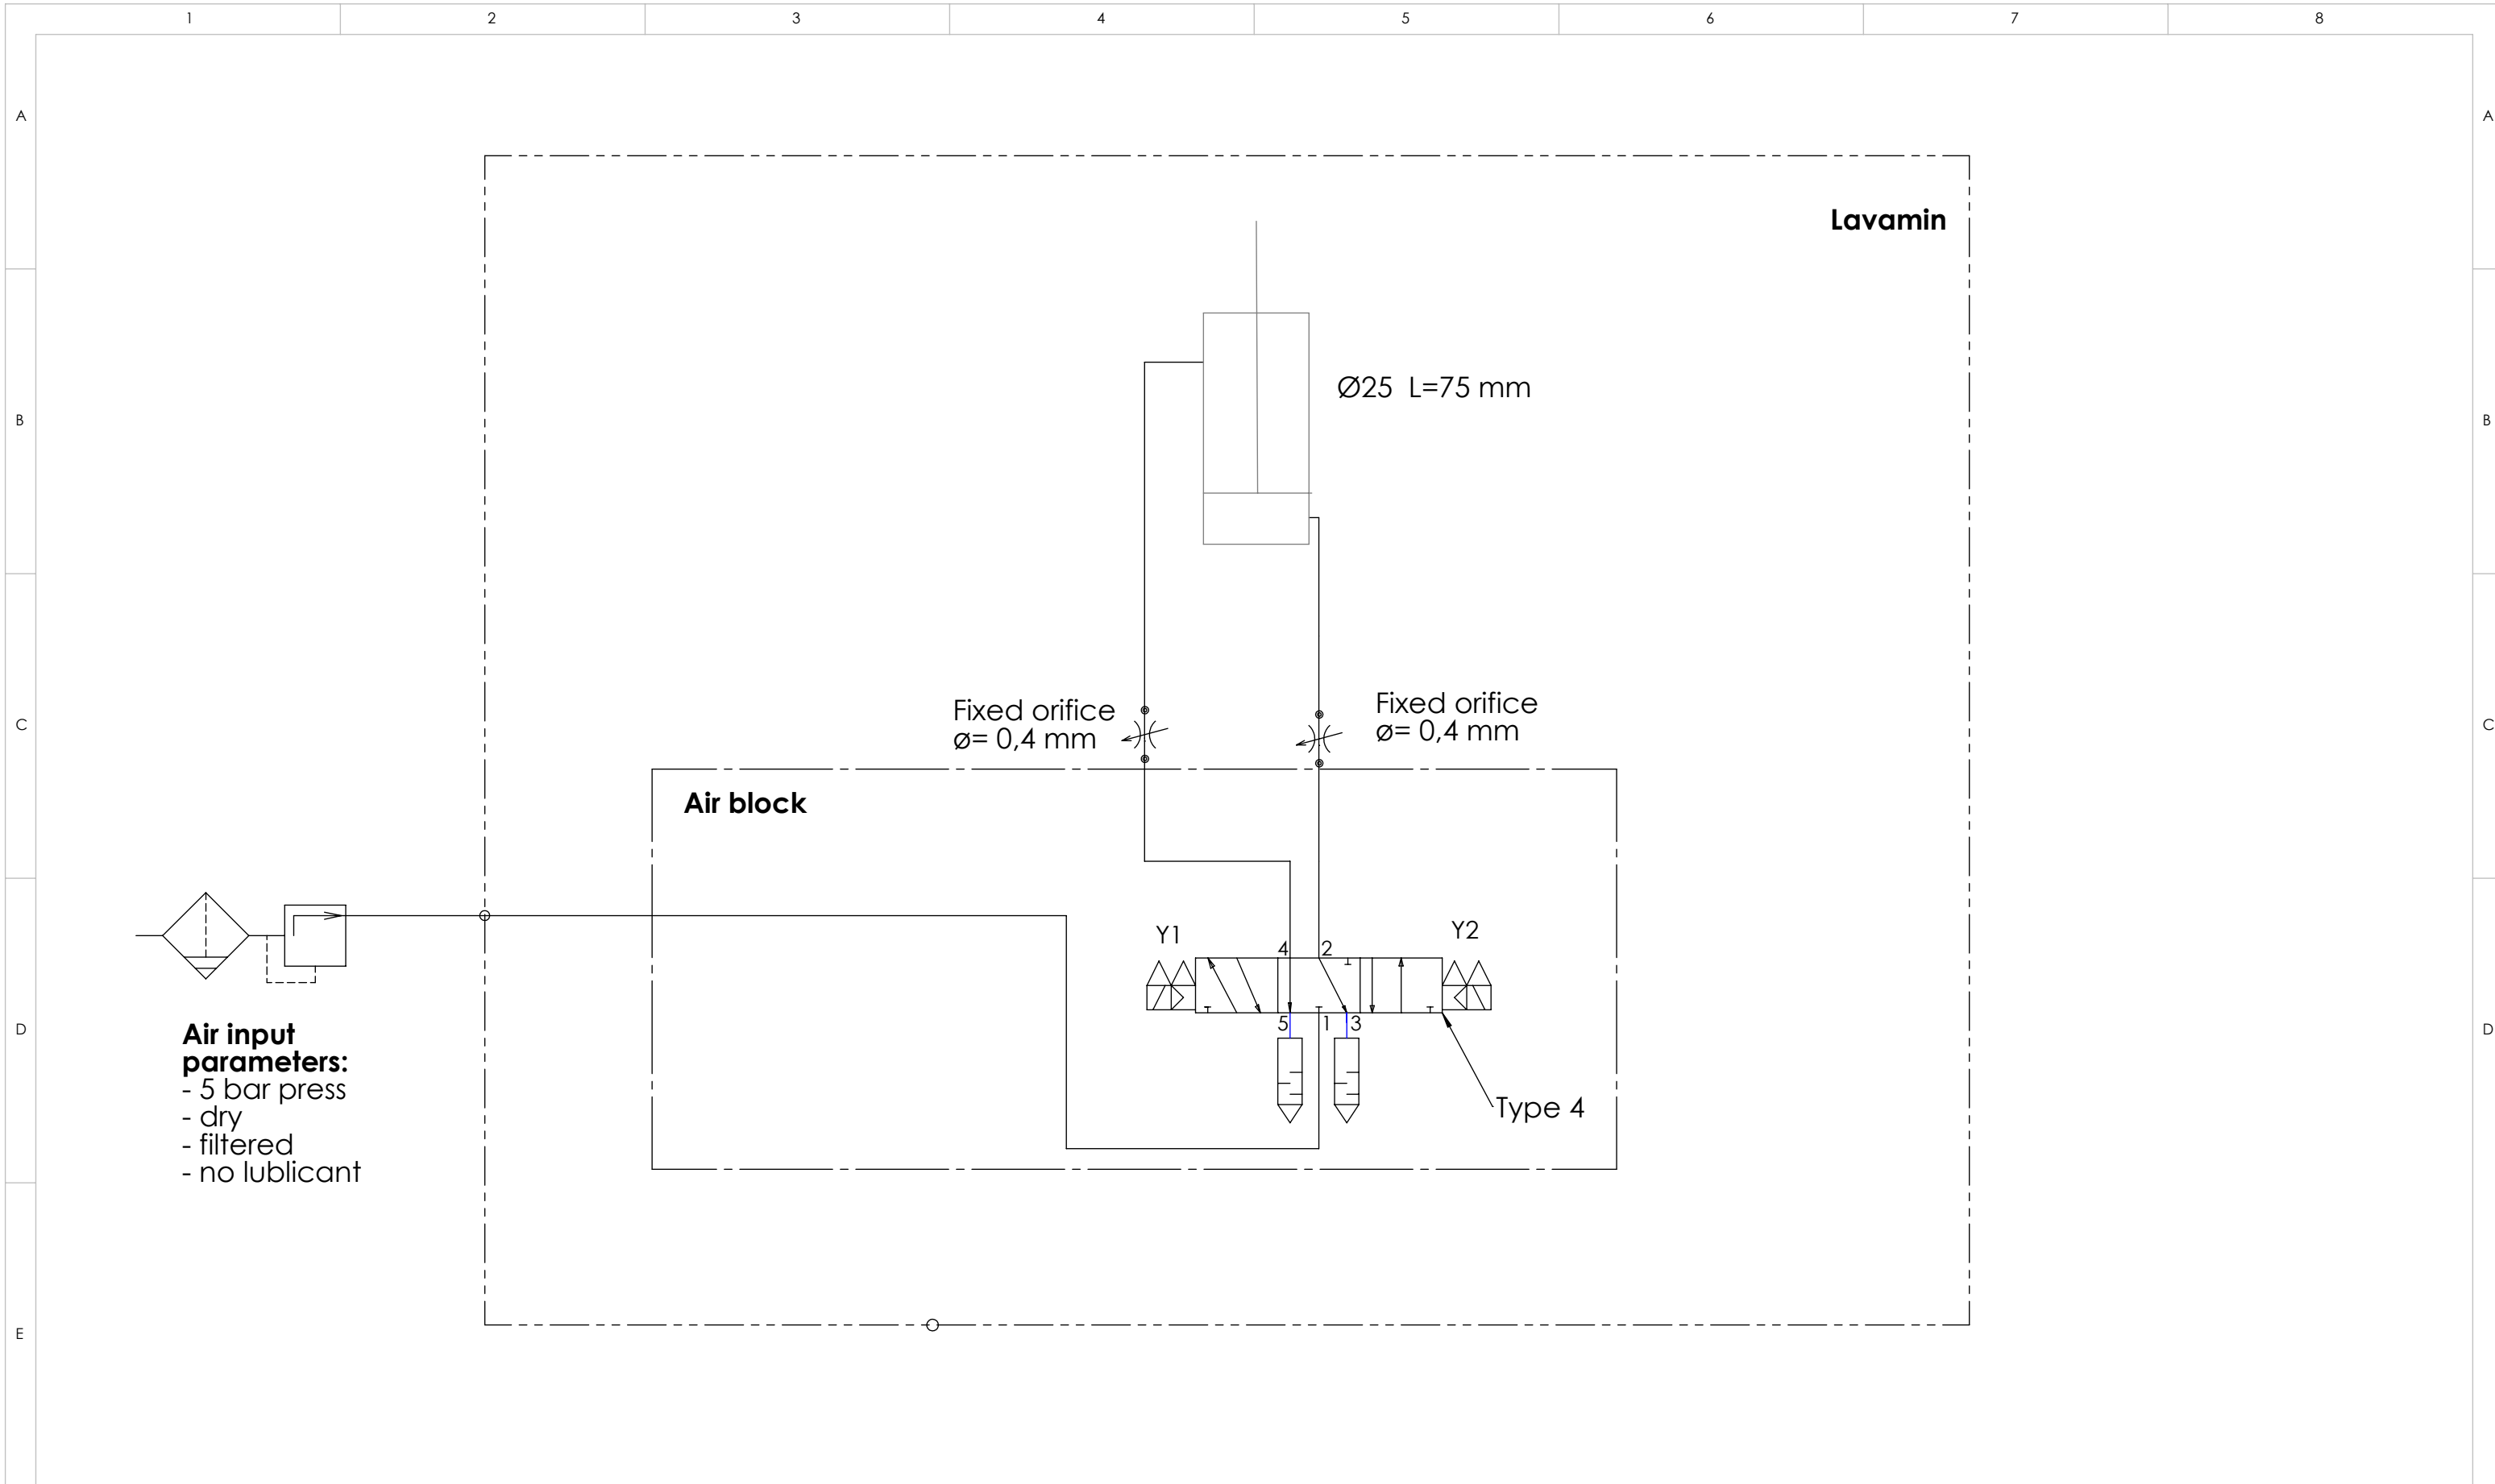 1 2 3 4 5 6 7 8
A A
Lavamin
Ø25 L=75 mm
B B
Fixed orifice
ø= 0,4 mm
Fixed orifice
ø= 0,4 mm
C C
Air block
Y1
4 2
Y2
5 1 3
Type 4
Air input
parameters:
- 5 bar press
- dry
- filtered
- no lublicant
D D
E